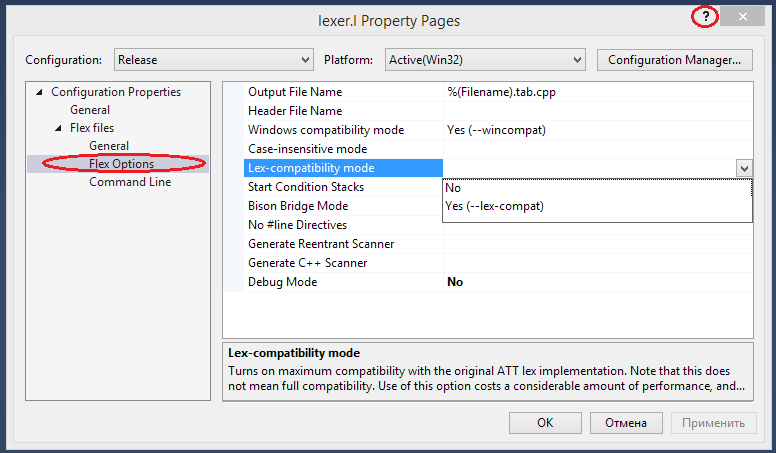 lexer.l Property Pages
?
Configuration: Release Platform: Active(Win32) Configuration Manager...
Configuration Properties
General
Flex files
General
Flex Options
Command Line
Output File Name %(Filename).tab.cpp
Header File Name
Windows compatibility mode Yes (--wincompat)
Case-insensitive mode
Lex-compatibility mode
Start Condition Stacks No
Bison Bridge Mode Yes (--lex-compat)
No #line Directives
Generate Reentrant Scanner
Generate C++ Scanner
Debug Mode No
Lex-compatibility mode
Turns on maximum compatibility with the original ATT lex implementation. Note that this does
not mean full compatibility. Use of this option costs a considerable amount of performance, and...
OK Отмена Применить